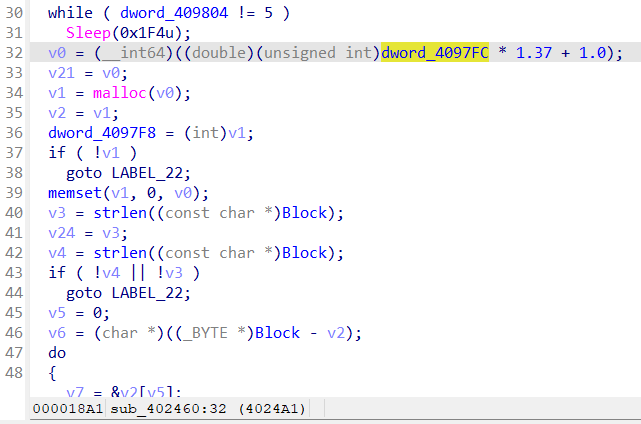 30 while ( dword_409804 != 5 )
31 Sleep(0x1F4u);
32 v0 = (__int64)((double)(unsigned int)dword_4097FC * 1.37 + 1.0);
33 v21 = v0;
34 v1 = malloc(v0);
35 v2 = v1;
36 dword_4097F8 = (int)v1;
37 if ( !v1 )
38 goto LABEL_22;
39 memset(v1, 0, v0);
40 v3 = strlen((const char *)Block);
41 v24 = v3;
42 v4 = strlen((const char *)Block);
43 if ( !v4 || !v3 )
44 goto LABEL_22;
45 v5 = 0;
46 v6 = (char *)((_BYTE *)Block - v2);
47 do
48 {
v7 = &v2[v5];
000018A1 sub_402460:32 (4024A1)